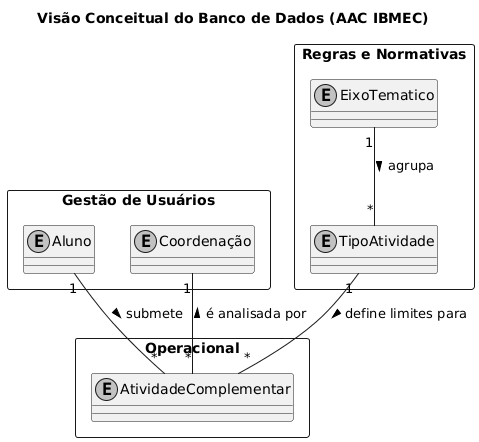 Visão Conceitual do Banco de Dados (AAC IBMEC)
Regras e Normativas
E EixoTematico
1
agrupa
*
Gestão de Usuários
E Aluno
E Coordenação
E TipoAtividade
1
1
1
submete
é analisada por
define limites para
Operacional
*
*
*
E AtividadeComplementar